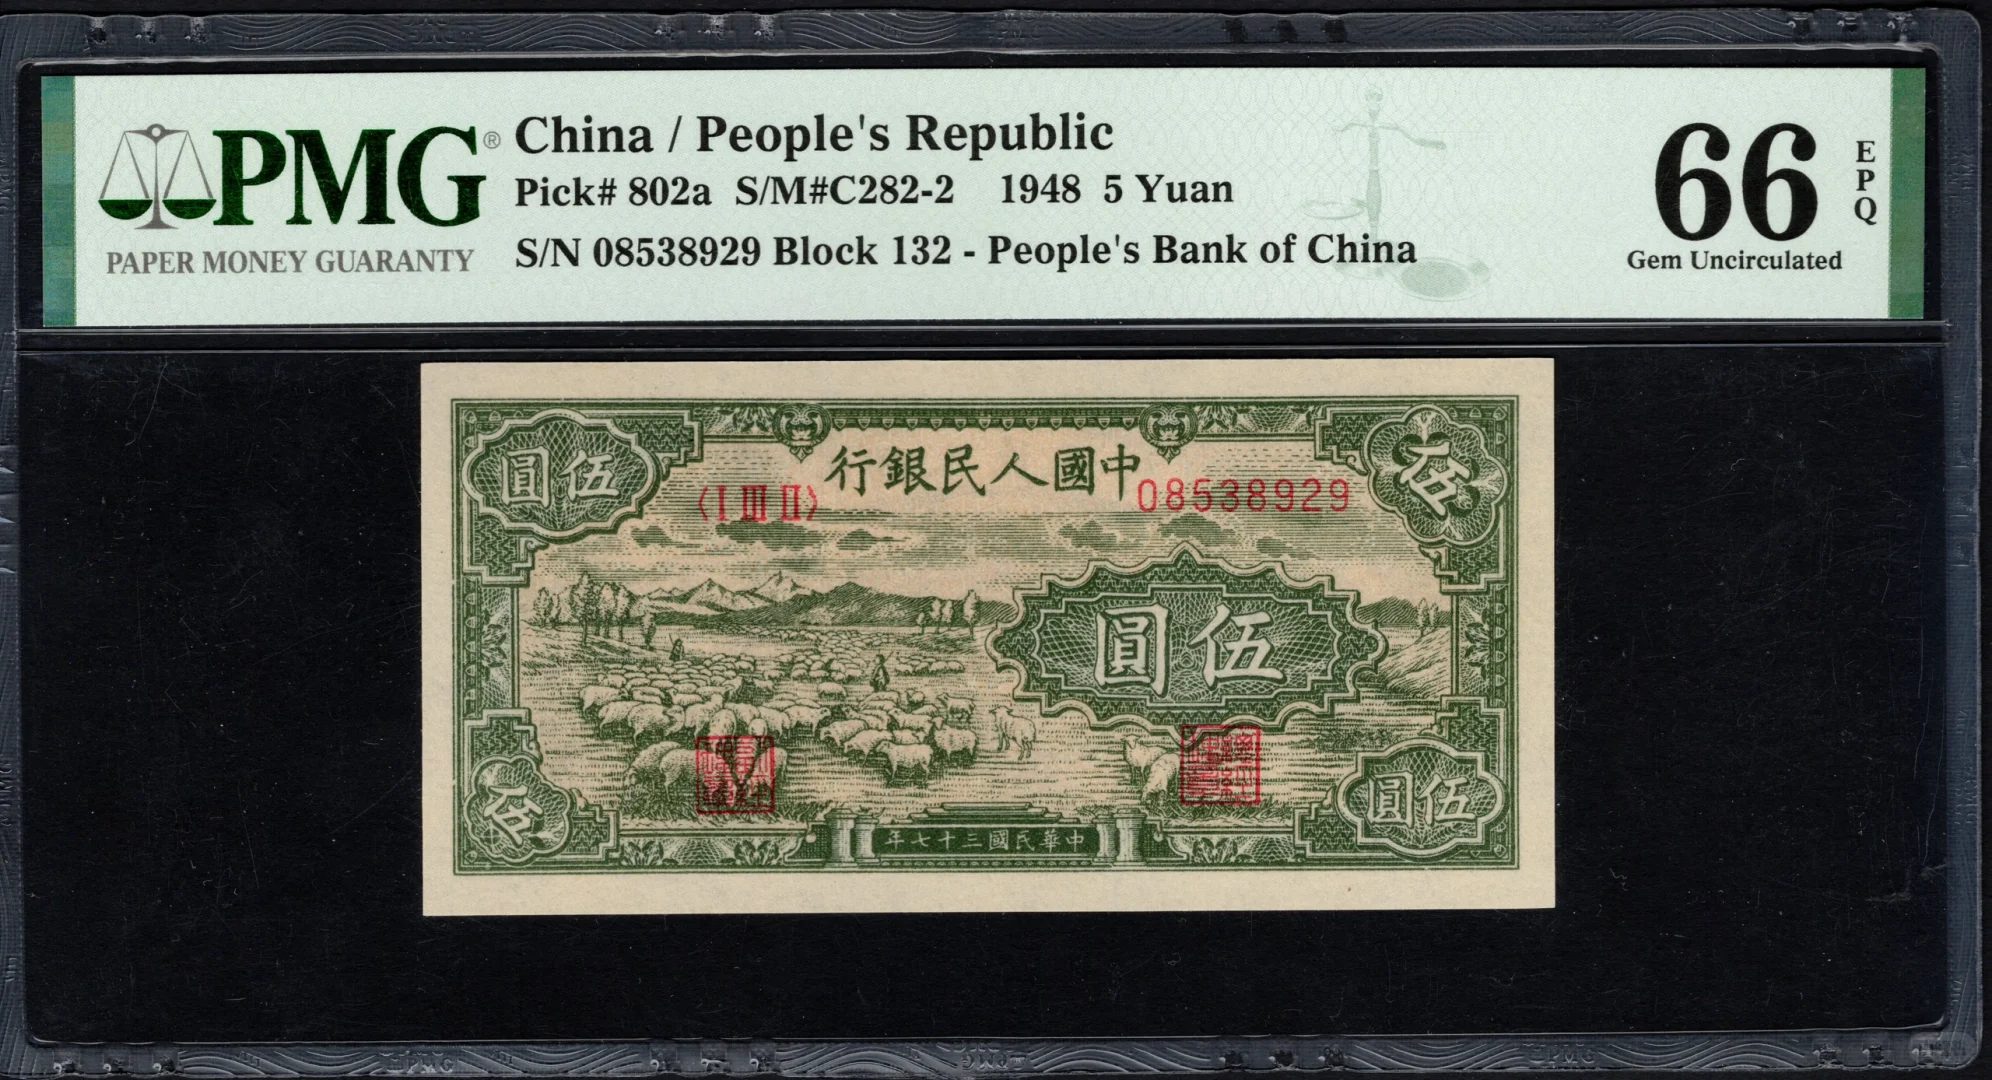 PMG®
PAPER MONEY GUARANTY
China / People's Republic
Pick# 802a S/M#C282-2 1948 5 Yuan
S/N 08538929 Block 132 - People's Bank of China
66
EPQ
Gem Uncirculated
行銀民人國中
圓伍
伍
(I III II)
08538929
圓伍
伍
圓伍
年七十三國民華中